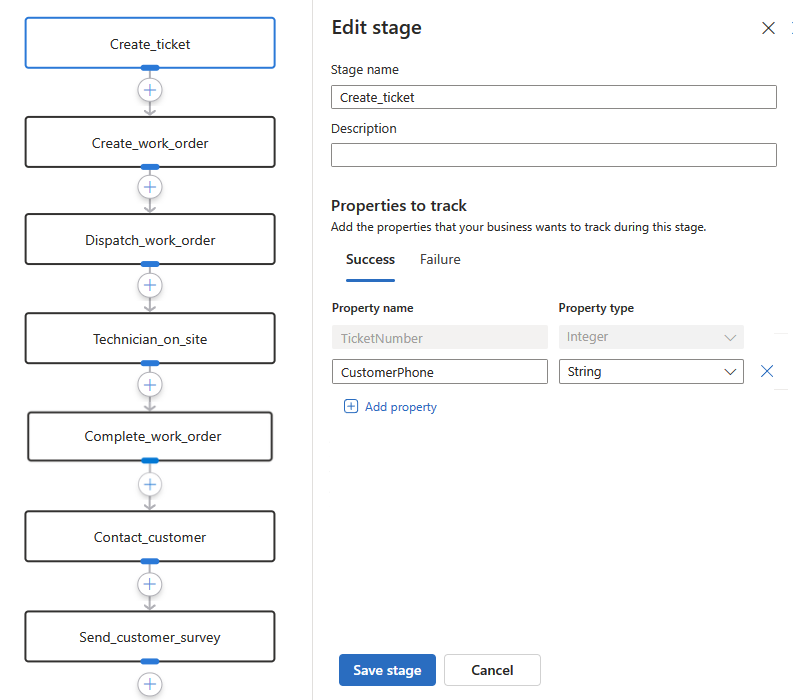 Create_ticket
Create_work_order
Dispatch_work_order
Technician_on_site
Complete_work_order
Contact_customer
Send_customer_survey
Edit stage
Stage name
Create_ticket
Description
Properties to track
Add the properties that your business wants to track during this stage.
Success Failure
Property name Property type
TicketNumber Integer
CustomerPhone String
Add property
Save stage Cancel